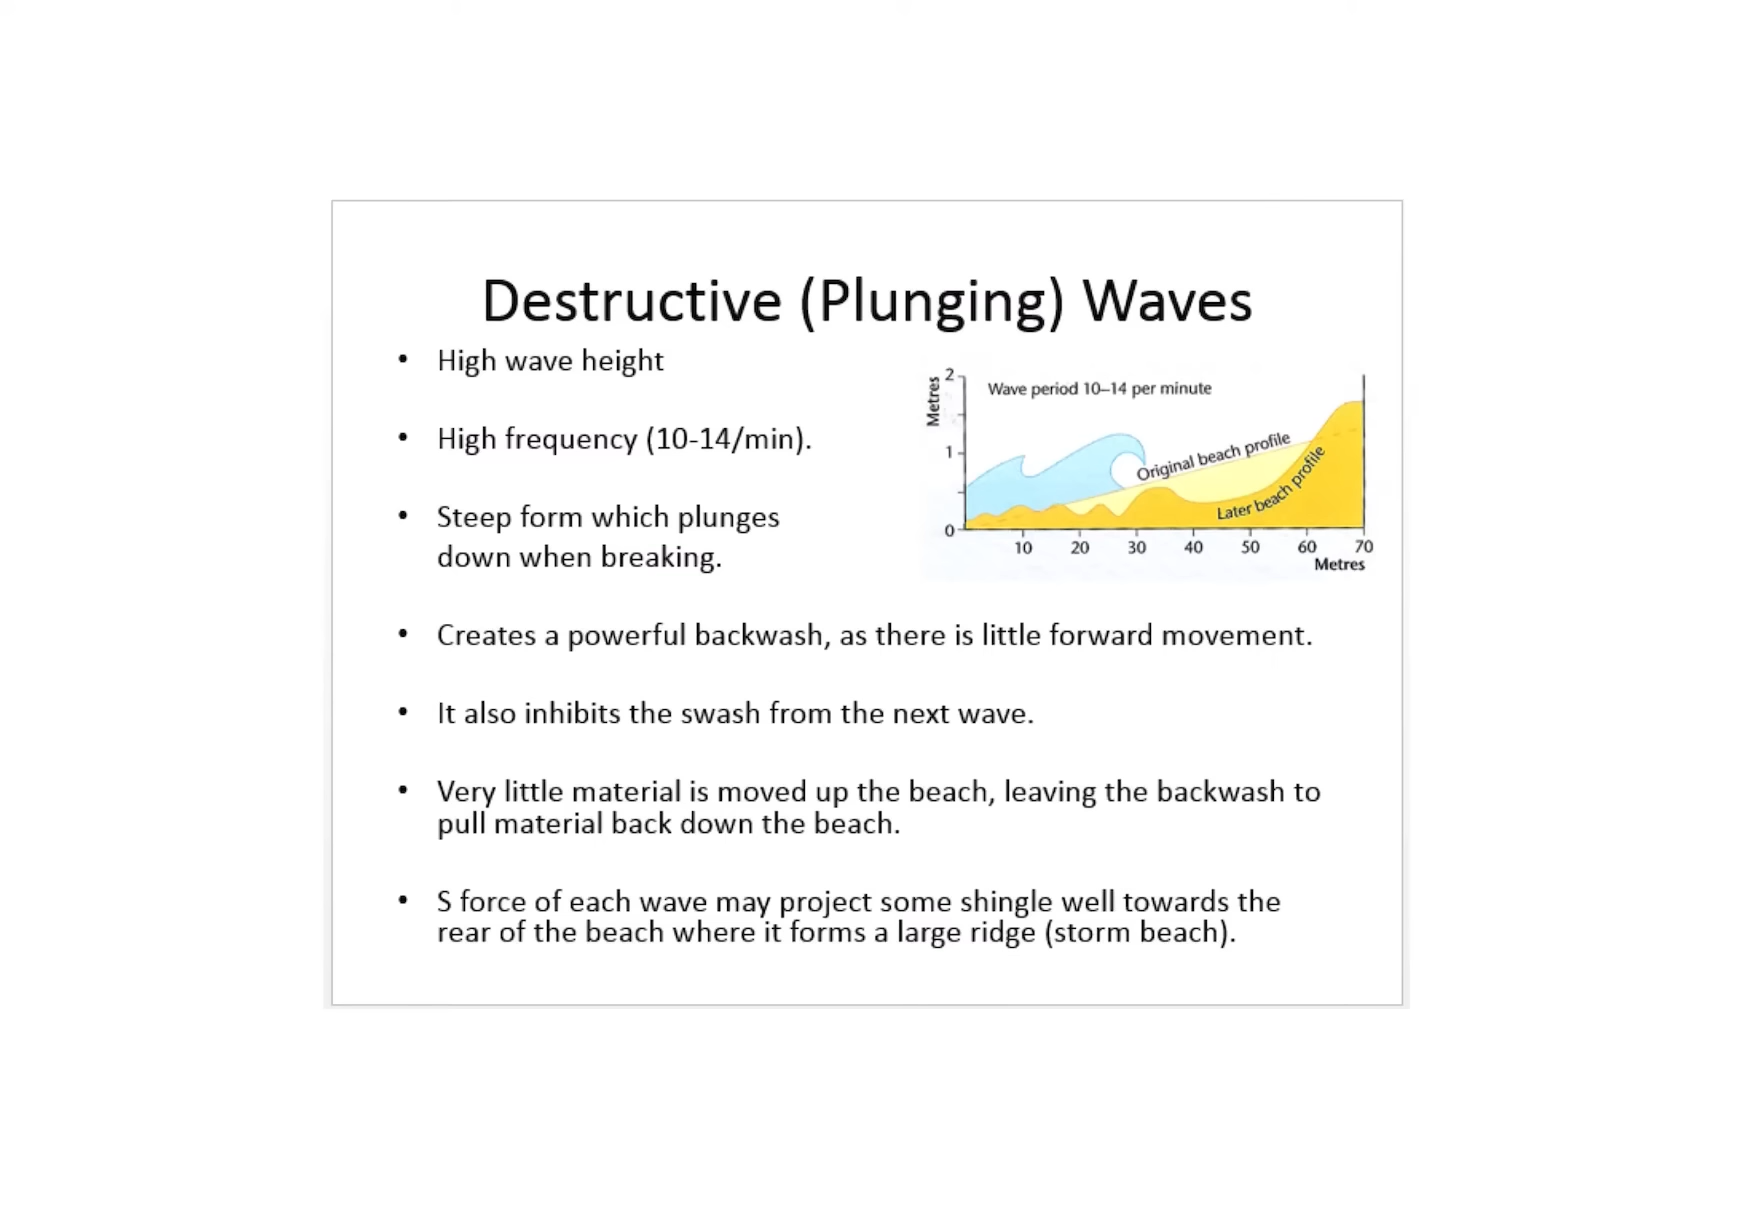 Destructive (Plunging) Waves
• High wave height
• High frequency (10-14/min).
• Steep form which plunges
down when breaking.
• Creates a powerful backwash, as there is little forward movement.
• It also inhibits the swash from the next wave.
• Very little material is moved up the beach, leaving the backwash to
pull material back down the beach.
• S force of each wave may project some shingle well towards the
rear of the beach where it forms a large ridge (storm beach).
Metres
2
1
0
Wave period 10–14 per minute
Original beach profile
Later beach profile
10 20 30 40 50 60 70
Metres